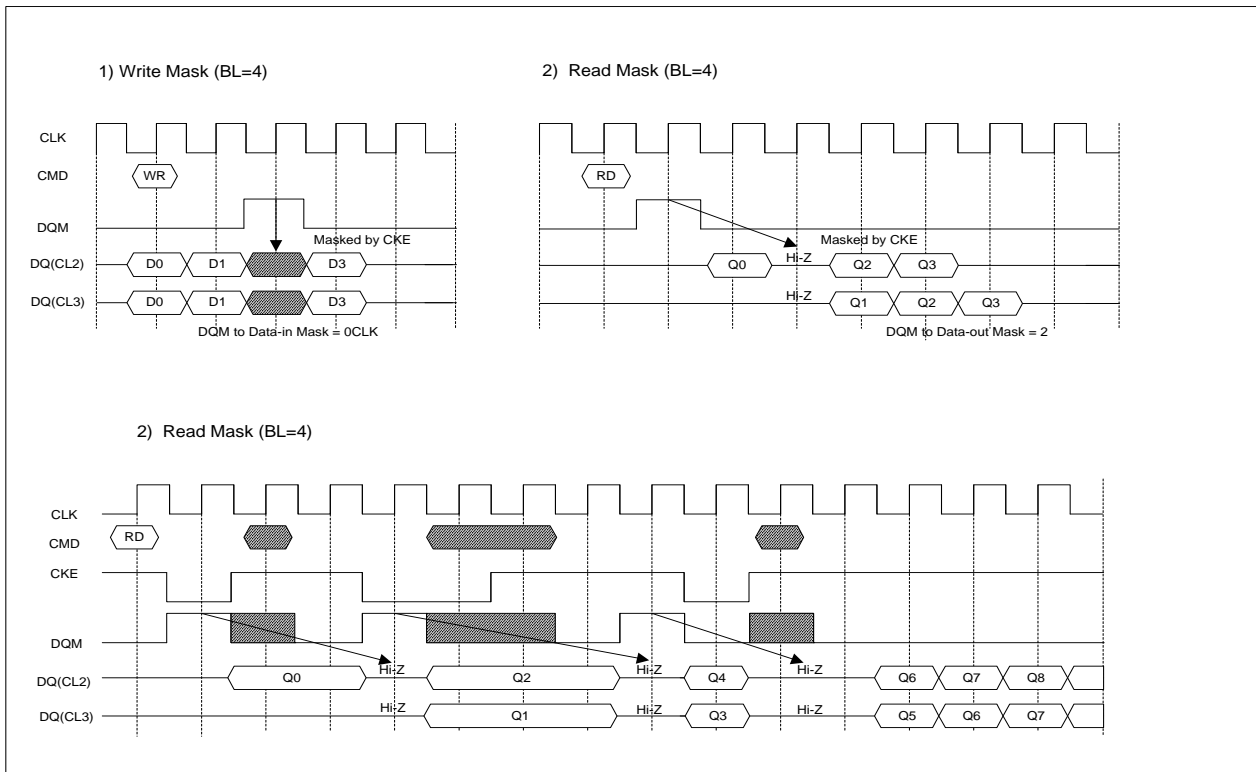 1) Write Mask (BL=4)
CLK
CMD
WR
DQM
Masked by CKE
DQ(CL2)
D0
D1
D3
DQ(CL3)
D0
D1
D3
DQM to Data-in Mask = 0CLK
2) Read Mask (BL=4)
RD
Masked by CKE
Hi-Z
Q0
Q2
Q3
Hi-Z
Q1
Q2
Q3
DQM to Data-out Mask = 2
2) Read Mask (BL=4)
CLK
CMD
RD
CKE
DQM
DQ(CL2)
Q0
Hi-Z
Q2
Hi-Z
Q4
Hi-Z
Q6
Q7
Q8
DQ(CL3)
Hi-Z
Q1
Hi-Z
Q3
Hi-Z
Q5
Q6
Q7